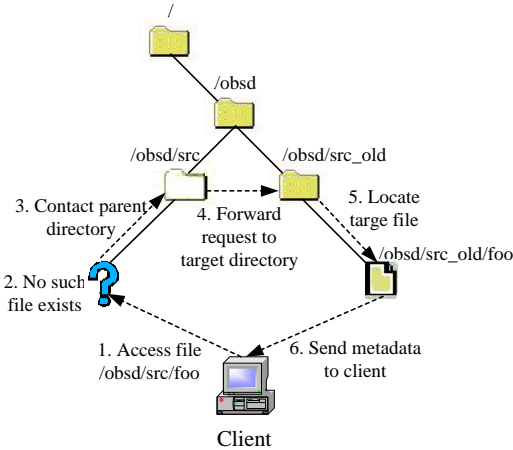 /
/obsd
/obsd/src
/obsd/src_old
3. Contact parent
directory
4. Forward
request to
target directory
5. Locate
targe file
/obsd/src_old/foo
2. No such
file exists
1. Access file
/obsd/src/foo
6. Send metadata
to client
Client